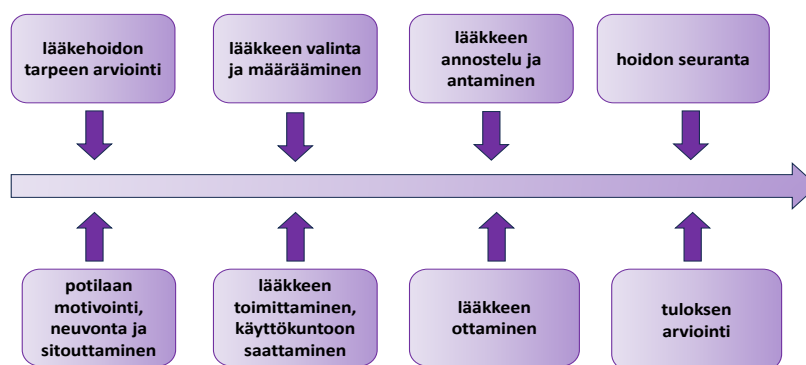 lääkehoidon
tarpeen arviointi
lääkkeen valinta
ja määrääminen
lääkkeen
annostelu ja
antaminen
hoidon seuranta
potilaan
motivointi,
neuvonta ja
sitouttaminen
lääkkeen
toimittaminen,
käyttökuntoon
saattaminen
lääkkeen
ottaminen
tuloksen
arviointi